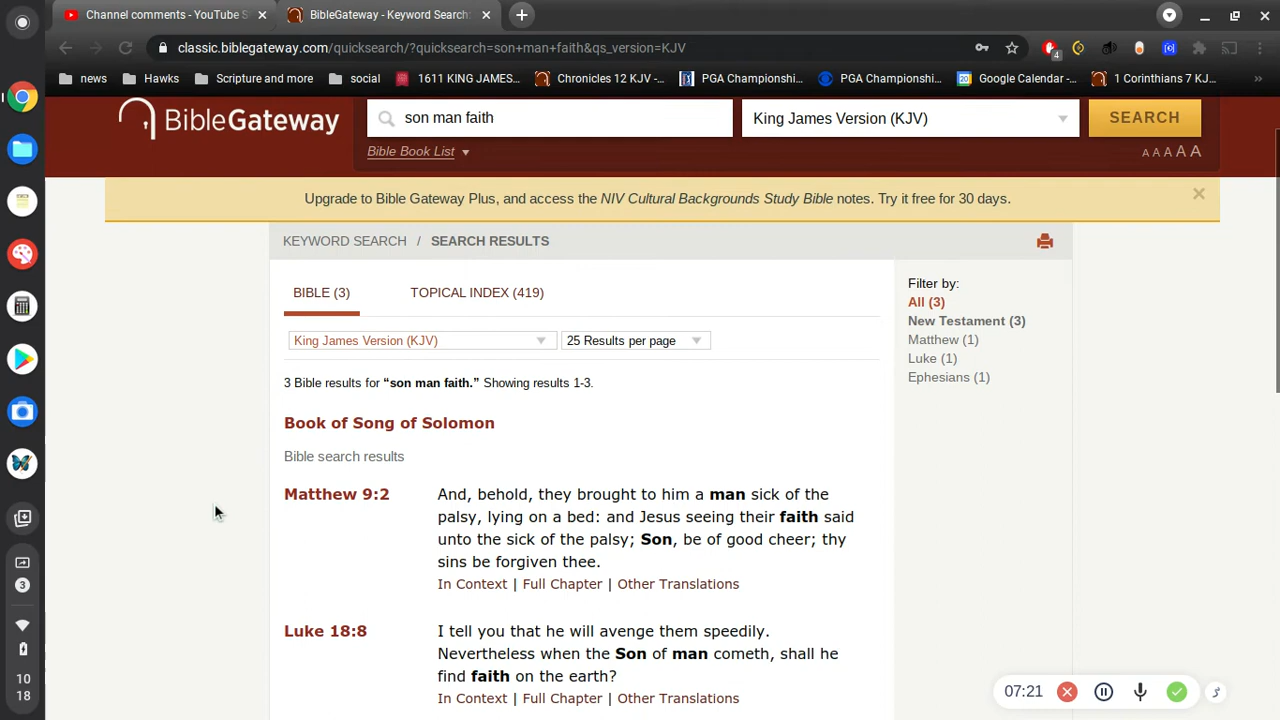 Channel comments - YouTube S
BibleGateway - Keyword Search:
classic.biblegateway.com/quicksearch/?quicksearch=son+man+faith&qs_version=KJV
4
news
Hawks
Scripture and more
social
1611 KING JAMES...
Chronicles 12 KJV -...
PGA Championshi...
PGA Championshi...
20
Google Calendar -...
1 Corinthians 7 KJ...
»
BibleGateway
son man faith
King James Version (KJV)
SEARCH
Bible Book List
A A A A A
Upgrade to Bible Gateway Plus, and access the NIV Cultural Backgrounds Study Bible notes. Try it free for 30 days.
KEYWORD SEARCH / SEARCH RESULTS
BIBLE (3)
TOPICAL INDEX (419)
King James Version (KJV)
25 Results per page
3 Bible results for “son man faith.” Showing results 1-3.
Book of Song of Solomon
Bible search results
Matthew 9:2
And, behold, they brought to him a man sick of the
palsy, lying on a bed: and Jesus seeing their faith said
unto the sick of the palsy; Son, be of good cheer; thy
sins be forgiven thee.
In Context | Full Chapter | Other Translations
Luke 18:8
I tell you that he will avenge them speedily.
Nevertheless when the Son of man cometh, shall he
find faith on the earth?
In Context | Full Chapter | Other Translations
Filter by:
All (3)
New Testament (3)
Matthew (1)
Luke (1)
Ephesians (1)
3
10
18
07:21